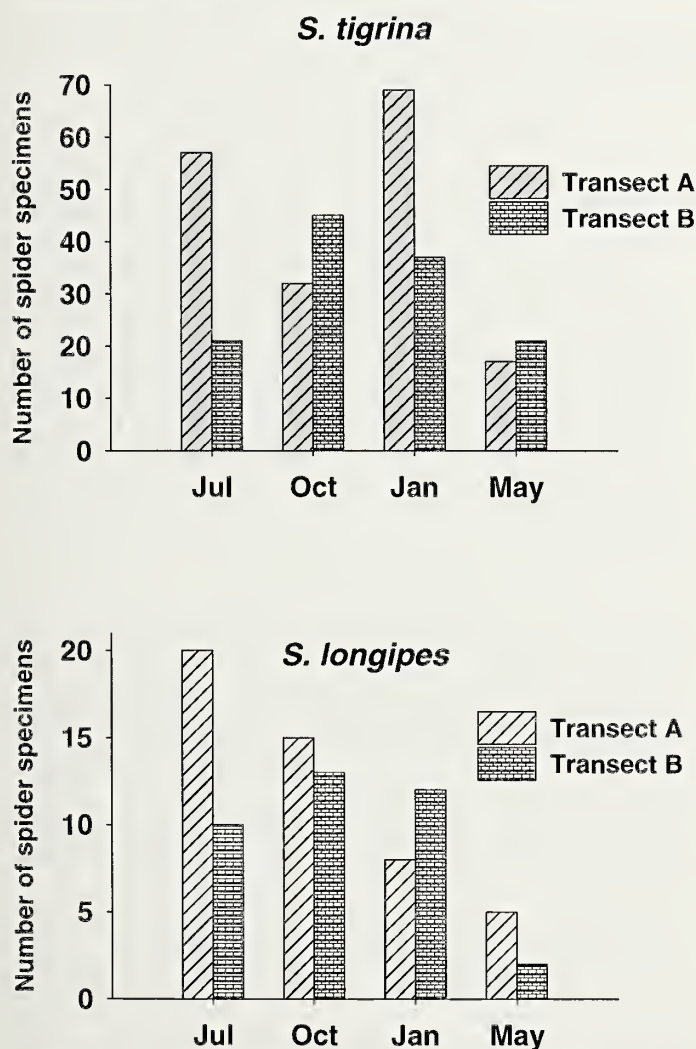 S. tigrina
Number of spider specimens
70
60
50
40
30
20
10
0
Transect A
Transect B
Jul Oct Jan May
S. longipes
Number of spider specimens
20
15
10
5
0
Transect A
Transect B
Jul Oct Jan May